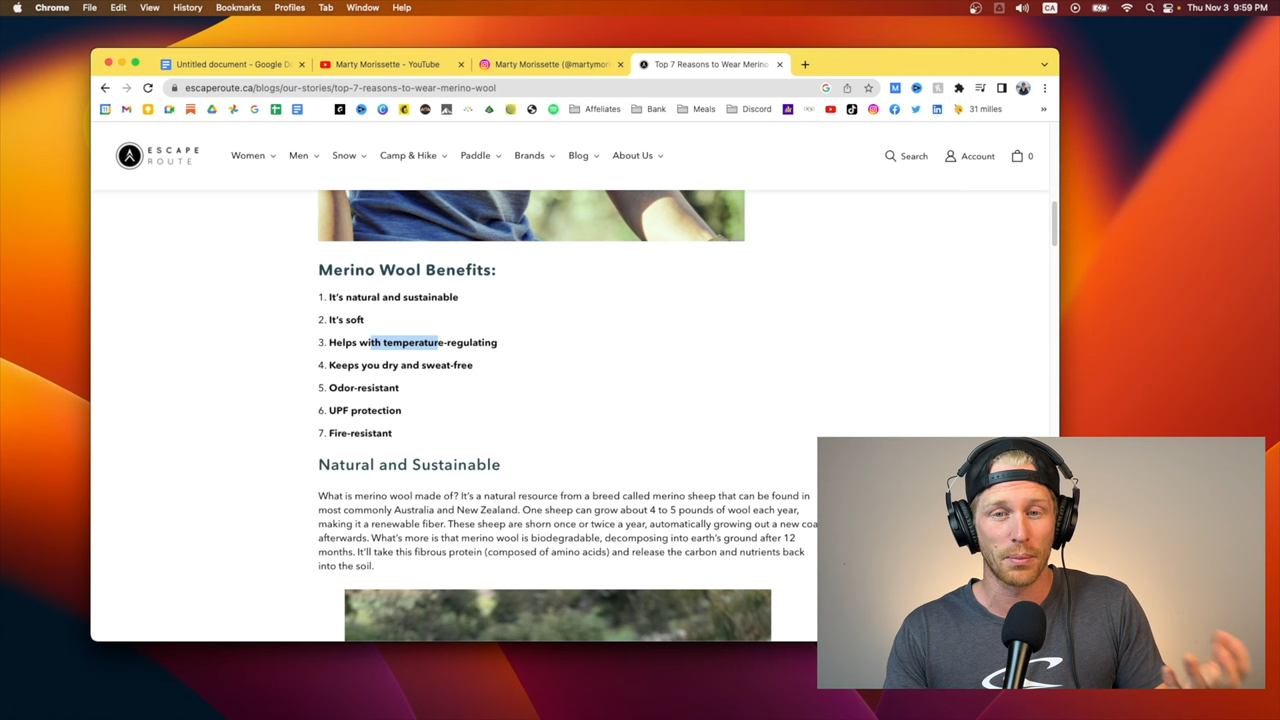 Chrome File Edit View History Bookmarks Profiles Tab Window Help
CA
Thu Nov 3 9:59 PM
Untitled document - Google D
Marty Morissette - YouTube
Marty Morissette (@martymori
Top 7 Reasons to Wear Merino
escaperoute.ca/blogs/our-stories/top-7-reasons-to-wear-merino-wool
Affeliates
Bank
Meals
Discord
31 milles
ESCAPE
ROUTE
Women Men Snow Camp & Hike Paddle Brands Blog About Us
Search Account 0
Merino Wool Benefits:
1. It's natural and sustainable
2. It's soft
3. Helps with temperature-regulating
4. Keeps you dry and sweat-free
5. Odor-resistant
6. UPF protection
7. Fire-resistant
Natural and Sustainable
What is merino wool made of? It's a natural resource from a breed called merino sheep that can be found in
most commonly Australia and New Zealand. One sheep can grow about 4 to 5 pounds of wool each year,
making it a renewable fiber. These sheep are shorn once or twice a year, automatically growing out a new coa
afterwards. What's more is that merino wool is biodegradable, decomposing into earth's ground after 12
months. It'll take this fibrous protein (composed of amino acids) and release the carbon and nutrients back
into the soil.